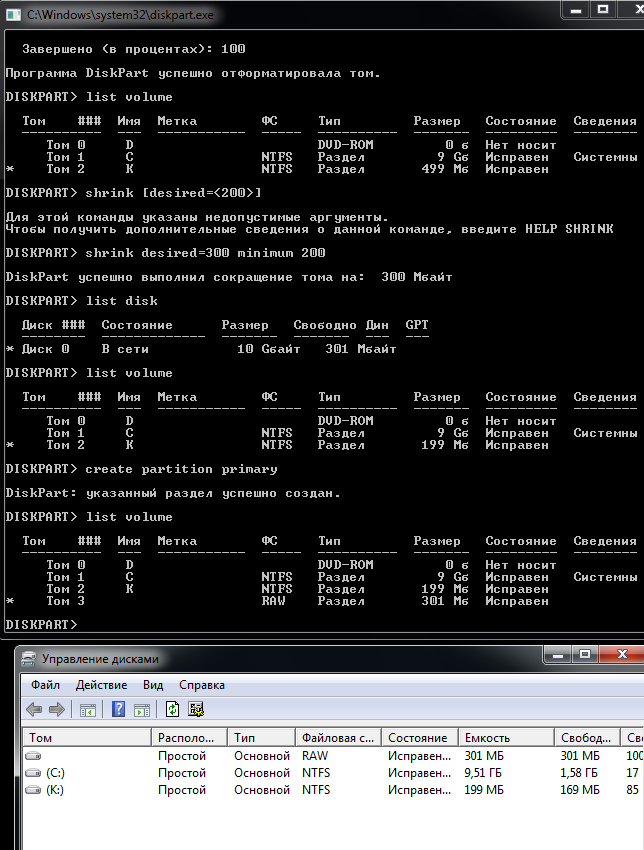 C:\Windows\system32\diskpart.exe
Завершено (в процентах): 100
Программа DiskPart успешно отформатировала том.
DISKPART> list volume
Том ### Имя Метка ФС Тип Размер Состояние Сведения
Том 0 D DVD-ROM 0 б Нет носит
Том 1 C NTFS Раздел 9 Gб Исправен Системны
* Том 2 K NTFS Раздел 499 Mб Исправен
DISKPART> shrink [desired=<200>]
Для этой команды указаны недопустимые аргументы.
Чтобы получить дополнительные сведения о данной команде, введите HELP SHRINK
DISKPART> shrink desired=300 minimum 200
DiskPart успешно выполнил сокращение тома на: 300 Mбайт
DISKPART> list disk
Диск ### Состояние Размер Свободно Дин GPT
* Диск 0 В сети 10 Gбайт 301 Mбайт
DISKPART> list volume
Том ### Имя Метка ФС Тип Размер Состояние Сведения
Том 0 D DVD-ROM 0 б Нет носит
Том 1 C NTFS Раздел 9 Gб Исправен Системны
* Том 2 K NTFS Раздел 199 Mб Исправен
DISKPART> create partition primary
DiskPart: указанный раздел успешно создан.
DISKPART> list volume
Том ### Имя Метка ФС Тип Размер Состояние Сведения
Том 0 D DVD-ROM 0 б Нет носит
Том 1 C NTFS Раздел 9 Gб Исправен Системны
Том 2 K NTFS Раздел 199 Mб Исправен
* Том 3 RAW Раздел 301 Mб Исправен
DISKPART>
Управление дисками
Файл Действие Вид Справка
Том Располо... Тип Файловая с... Состояние Емкость Свобод... Св
Простой Основной RAW Исправен... 301 МБ 301 МБ 100
(C:) Простой Основной NTFS Исправен... 9,51 ГБ 1,58 ГБ 17
(K:) Простой Основной NTFS Исправен... 199 МБ 169 МБ 85